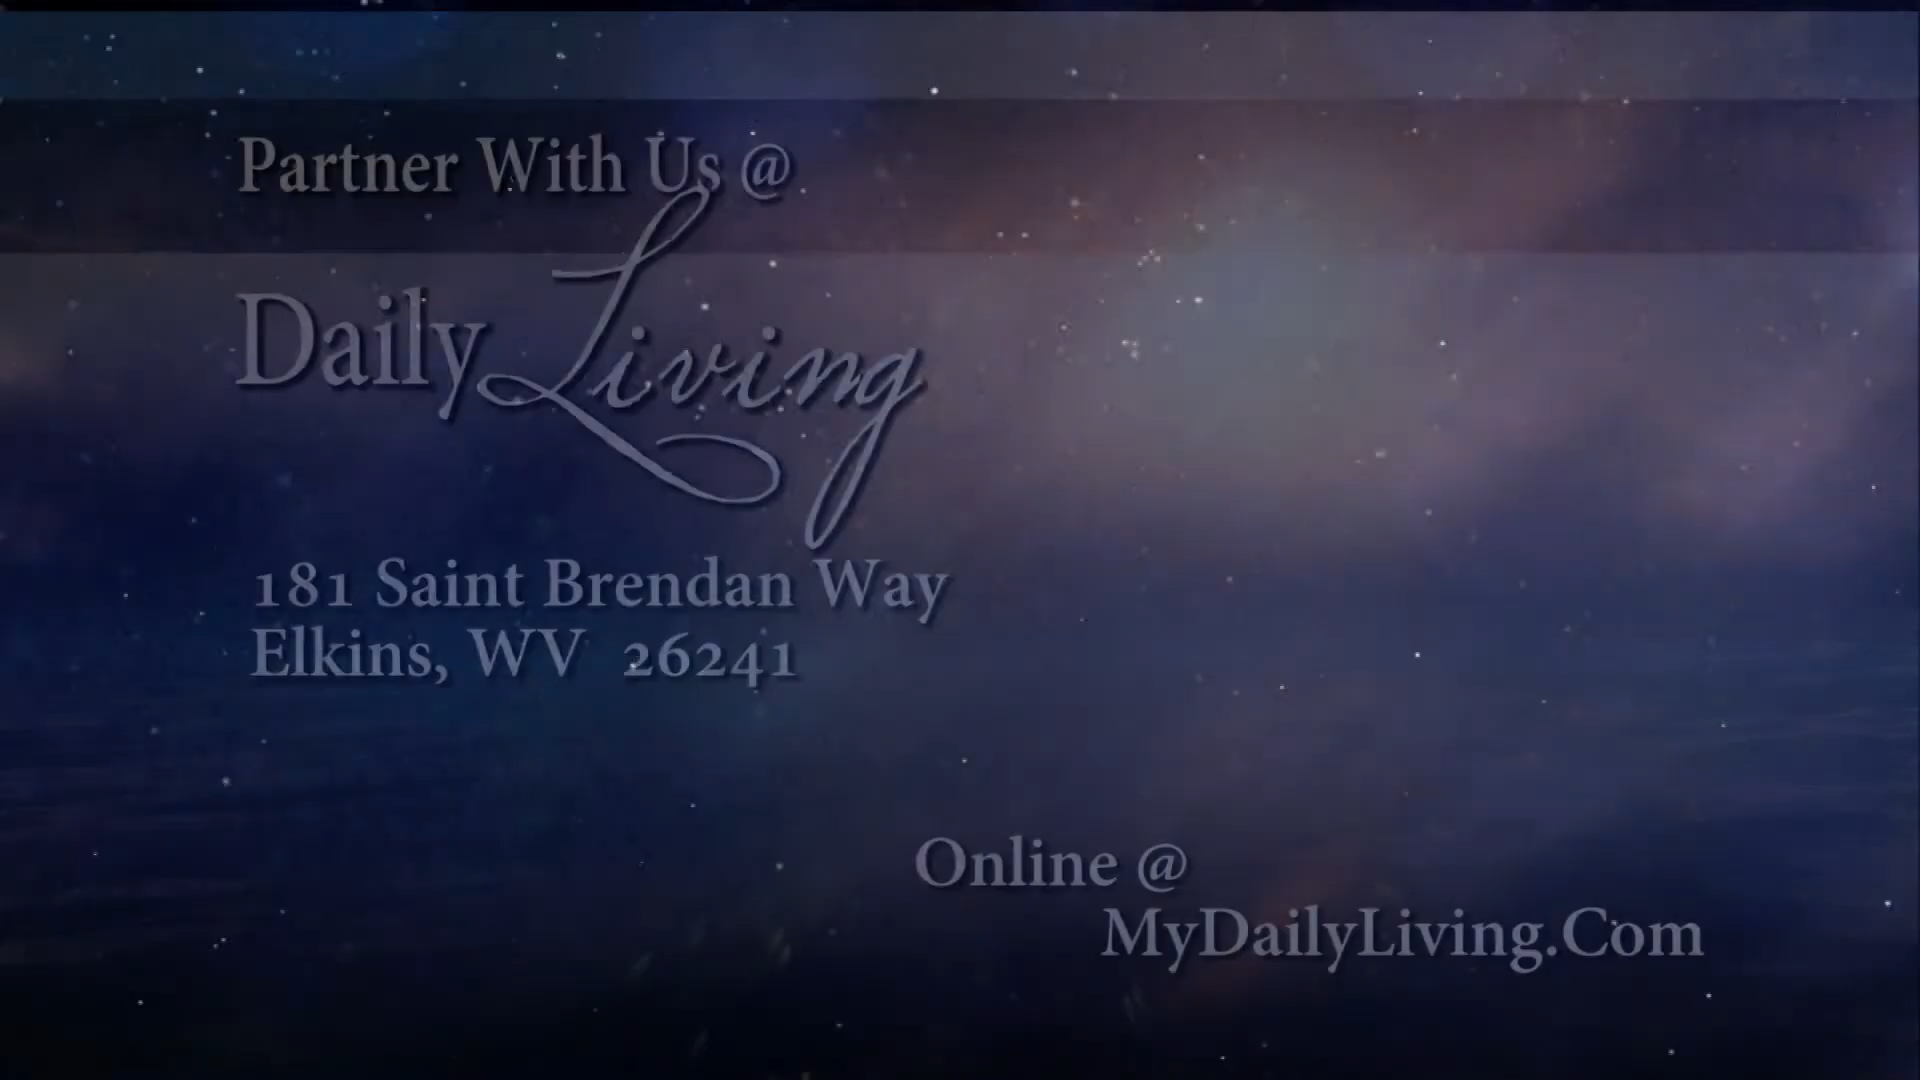 Partner With Us @
Daily Living
181 Saint Brendan Way
Elkins, WV 26241
Online @
MyDailyLiving.Com